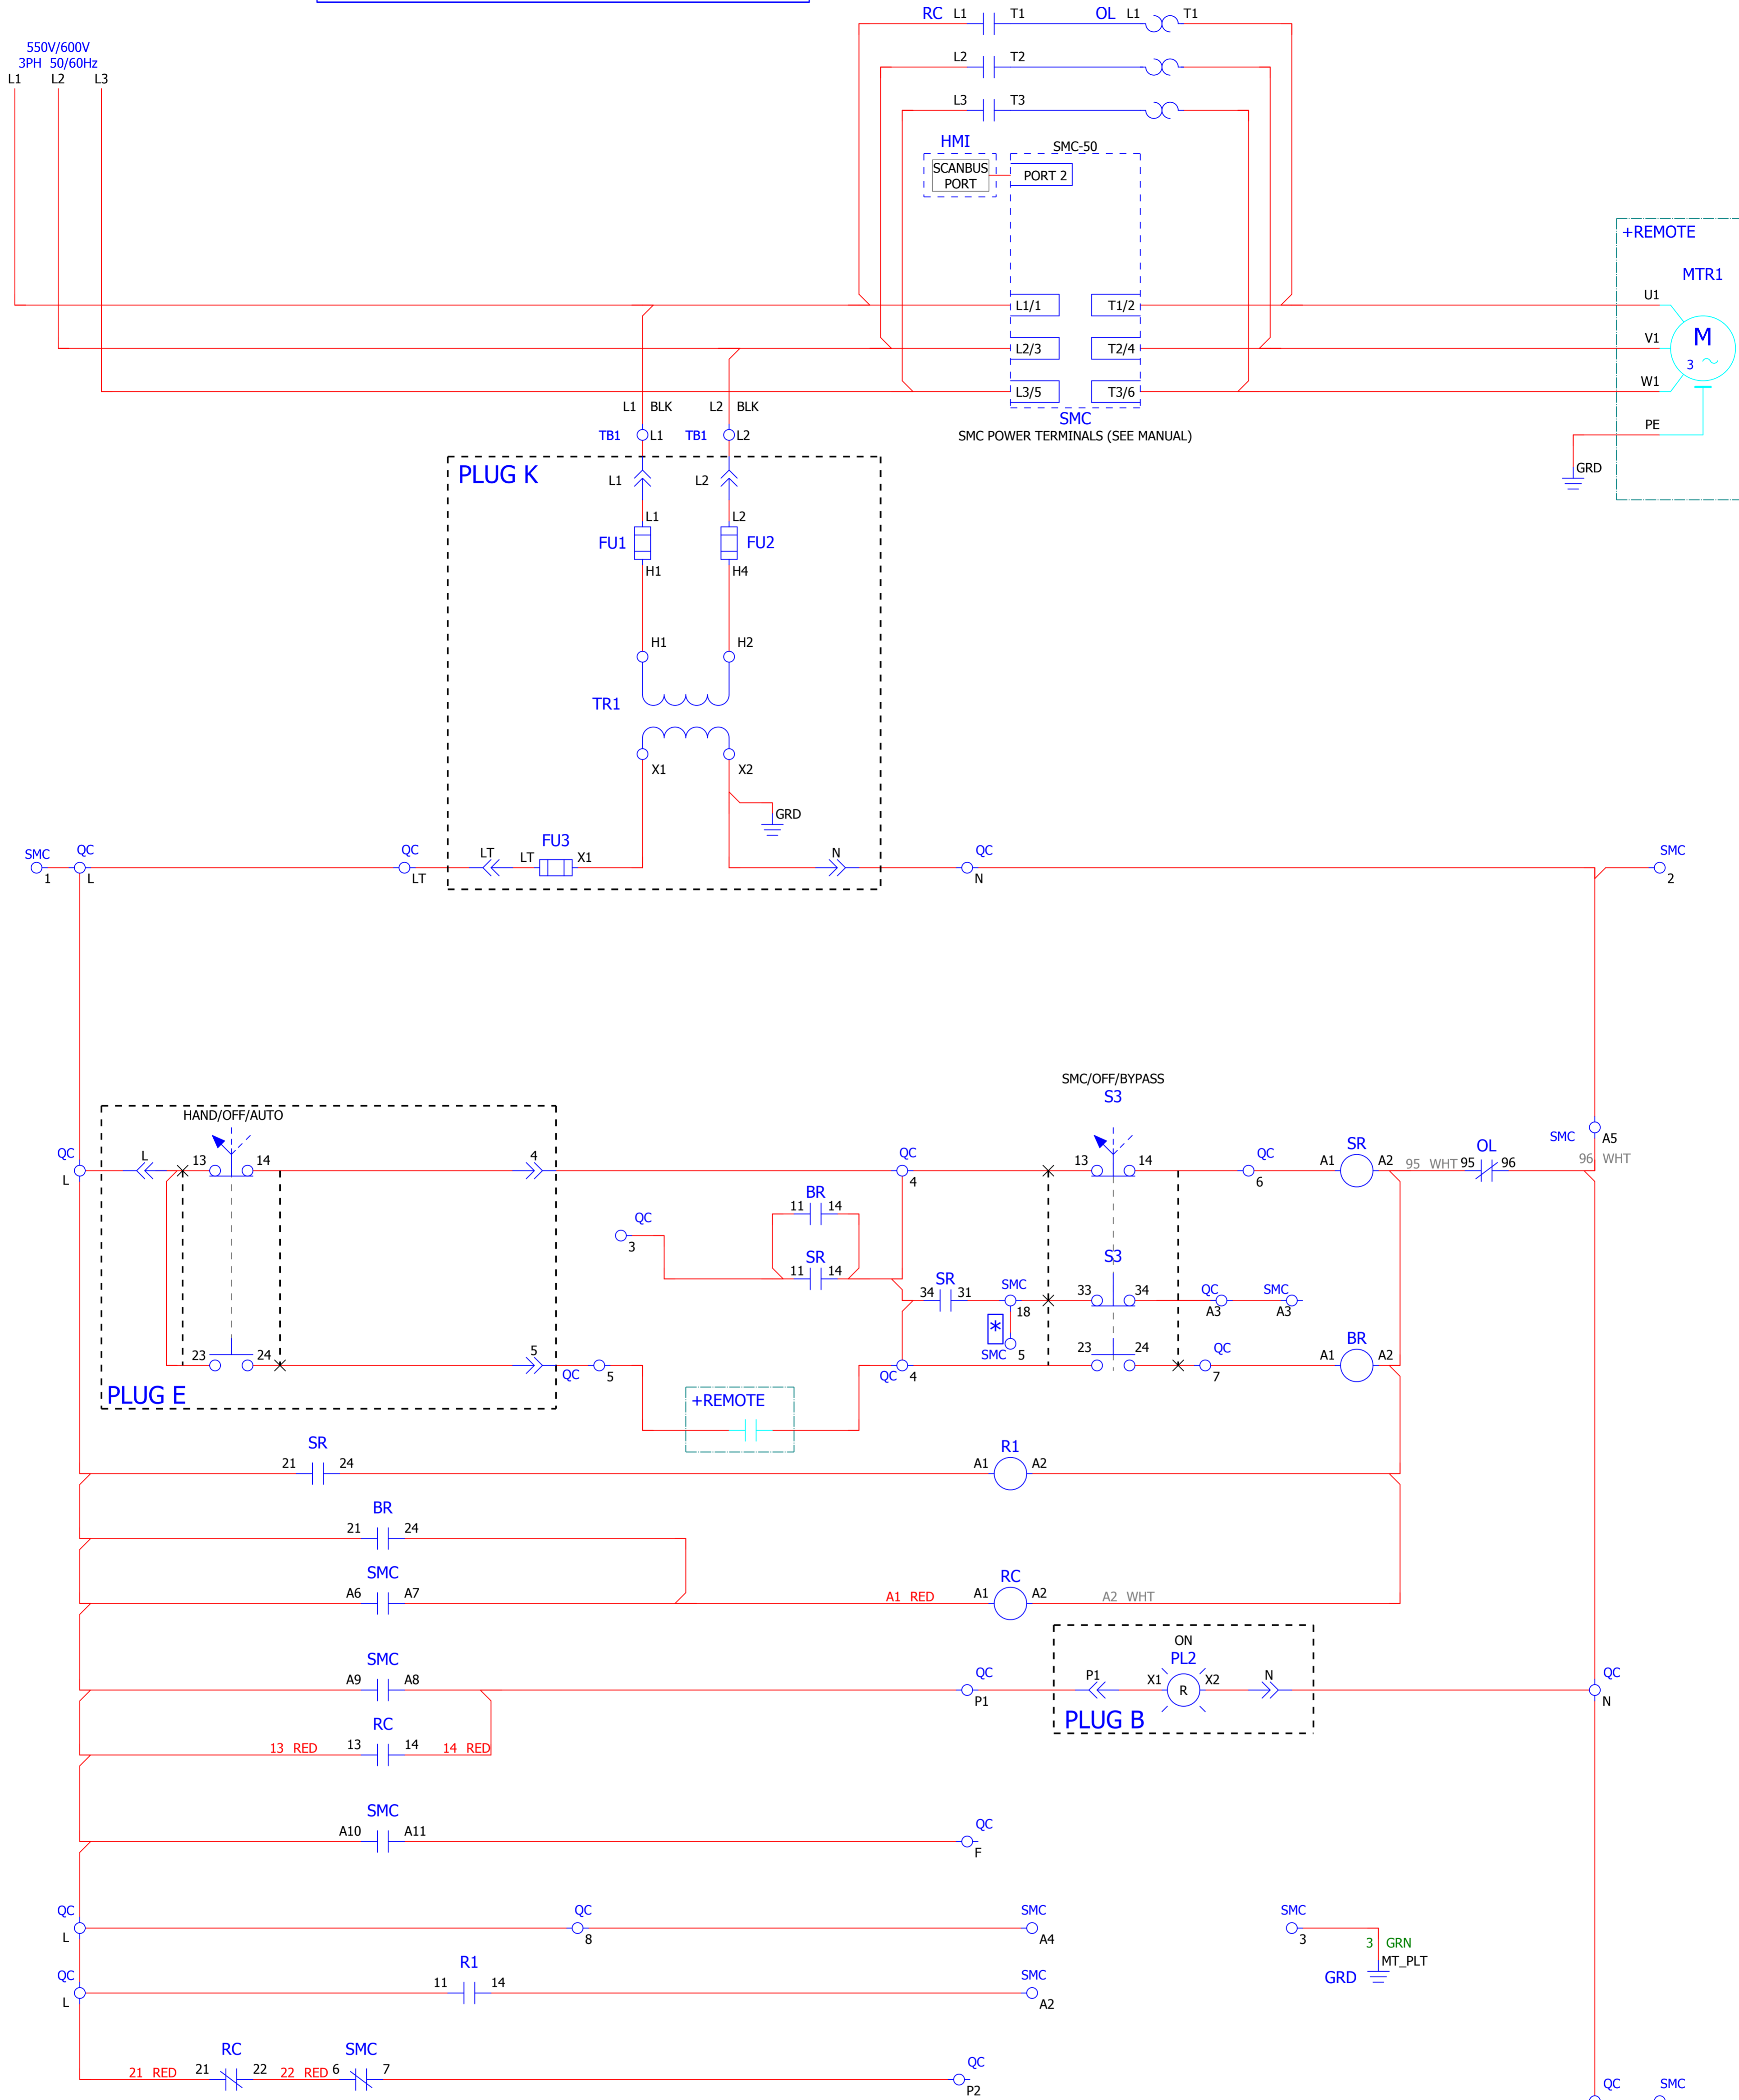 RC L1 T1 OL L1 T1
550V/600V
3PH 50/60Hz
L1 L2 L3
L2 T2
L3 T3
HMI
SMC-50
SCANBUS
PORT
PORT 2
+REMOTE
MTR1
L1/1 T1/2 U1
L2/3 T2/4 V1
M
3
L3/5 T3/6 W1
L1 BLK L2 BLK
SMC
SMC POWER TERMINALS (SEE MANUAL)
PE
GRD
TB1 L1 TB1 L2
PLUG K
L1 L2
L1 L2
FU1 FU2
H1 H4
H1 H2
TR1
X1 X2
GRD
FU3
SMC QC QC LT LT X1 N QC SMC
1 L LT N 2
SMC/OFF/BYPASS
S3
HAND/OFF/AUTO
SMC A5
QC L 13 14 4 QC 13 14 QC SR A1 A2 95 WHT 95 OL 96 96 WHT
L 4 6
BR
11 14
QC
3
SR
11 14
S3
SR
34 31 SMC 33 34 QC SMC
18 A3 A3
*
SMC 5
BR
23 24 5 QC 5 QC 4 23 24 QC A1 A2
7
PLUG E
+REMOTE
SR R1
21 24 A1 A2
BR
21 24
SMC RC
A6 A7 A1 RED A1 A2 A2 WHT
ON
PL2
SMC
A9 A8 QC P1 X1 R X2 N QC
P1 N
PLUG B
RC
13 RED 13 14 14 RED
SMC
A10 A11 QC
F
QC QC SMC SMC
L 8 A4 3
3 GRN
MT_PLT
GRD
QC R1 SMC
L 11 14 A2
RC SMC
21 RED 21 22 22 RED 6 7 QC
P2
QC SMC